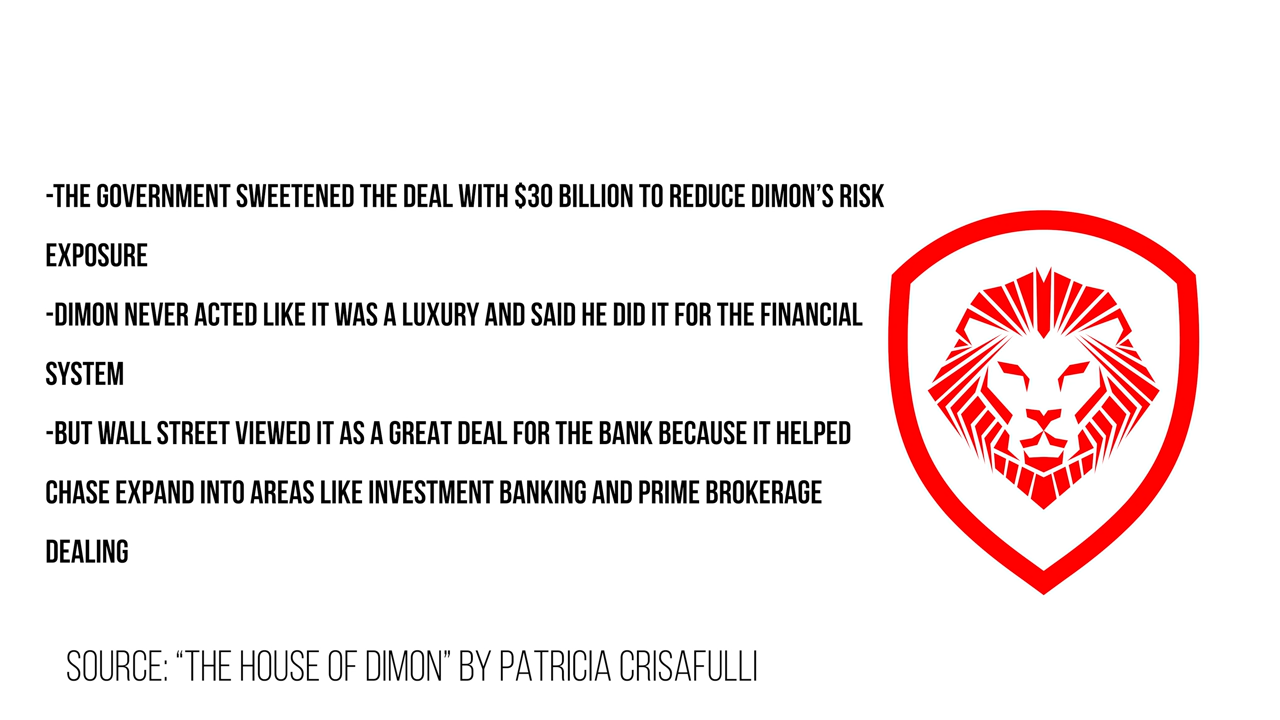 -THE GOVERNMENT SWEETENED THE DEAL WITH $30 BILLION TO REDUCE DIMON’S RISK
EXPOSURE
-DIMON NEVER ACTED LIKE IT WAS A LUXURY AND SAID HE DID IT FOR THE FINANCIAL
SYSTEM
-BUT WALL STREET VIEWED IT AS A GREAT DEAL FOR THE BANK BECAUSE IT HELPED
CHASE EXPAND INTO AREAS LIKE INVESTMENT BANKING AND PRIME BROKERAGE
DEALING
SOURCE: “THE HOUSE OF DIMON” BY PATRICIA CRISAFULLI